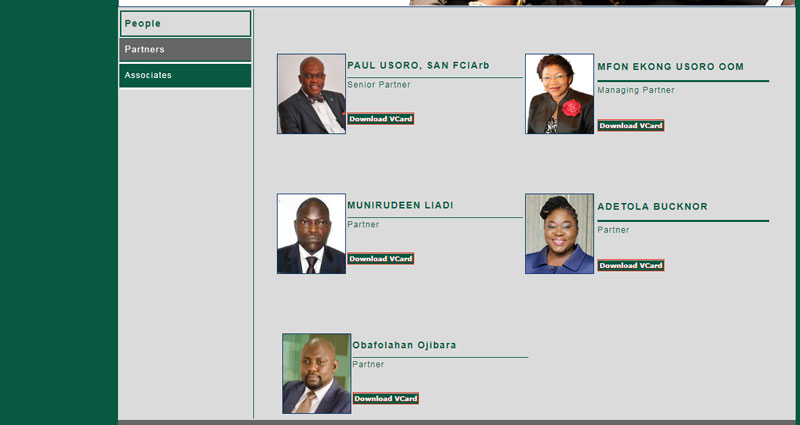 People
Partners
Associates
PAUL USORO, SAN FCIArb
Senior Partner
Download VCard
MFON EKONG USORO OOM
Managing Partner
Download VCard
MUNIRUDEEN LIADI
Partner
Download VCard
ADETOLA BUCKNOR
Partner
Download VCard
Obafolahan Ojibara
Partner
Download VCard